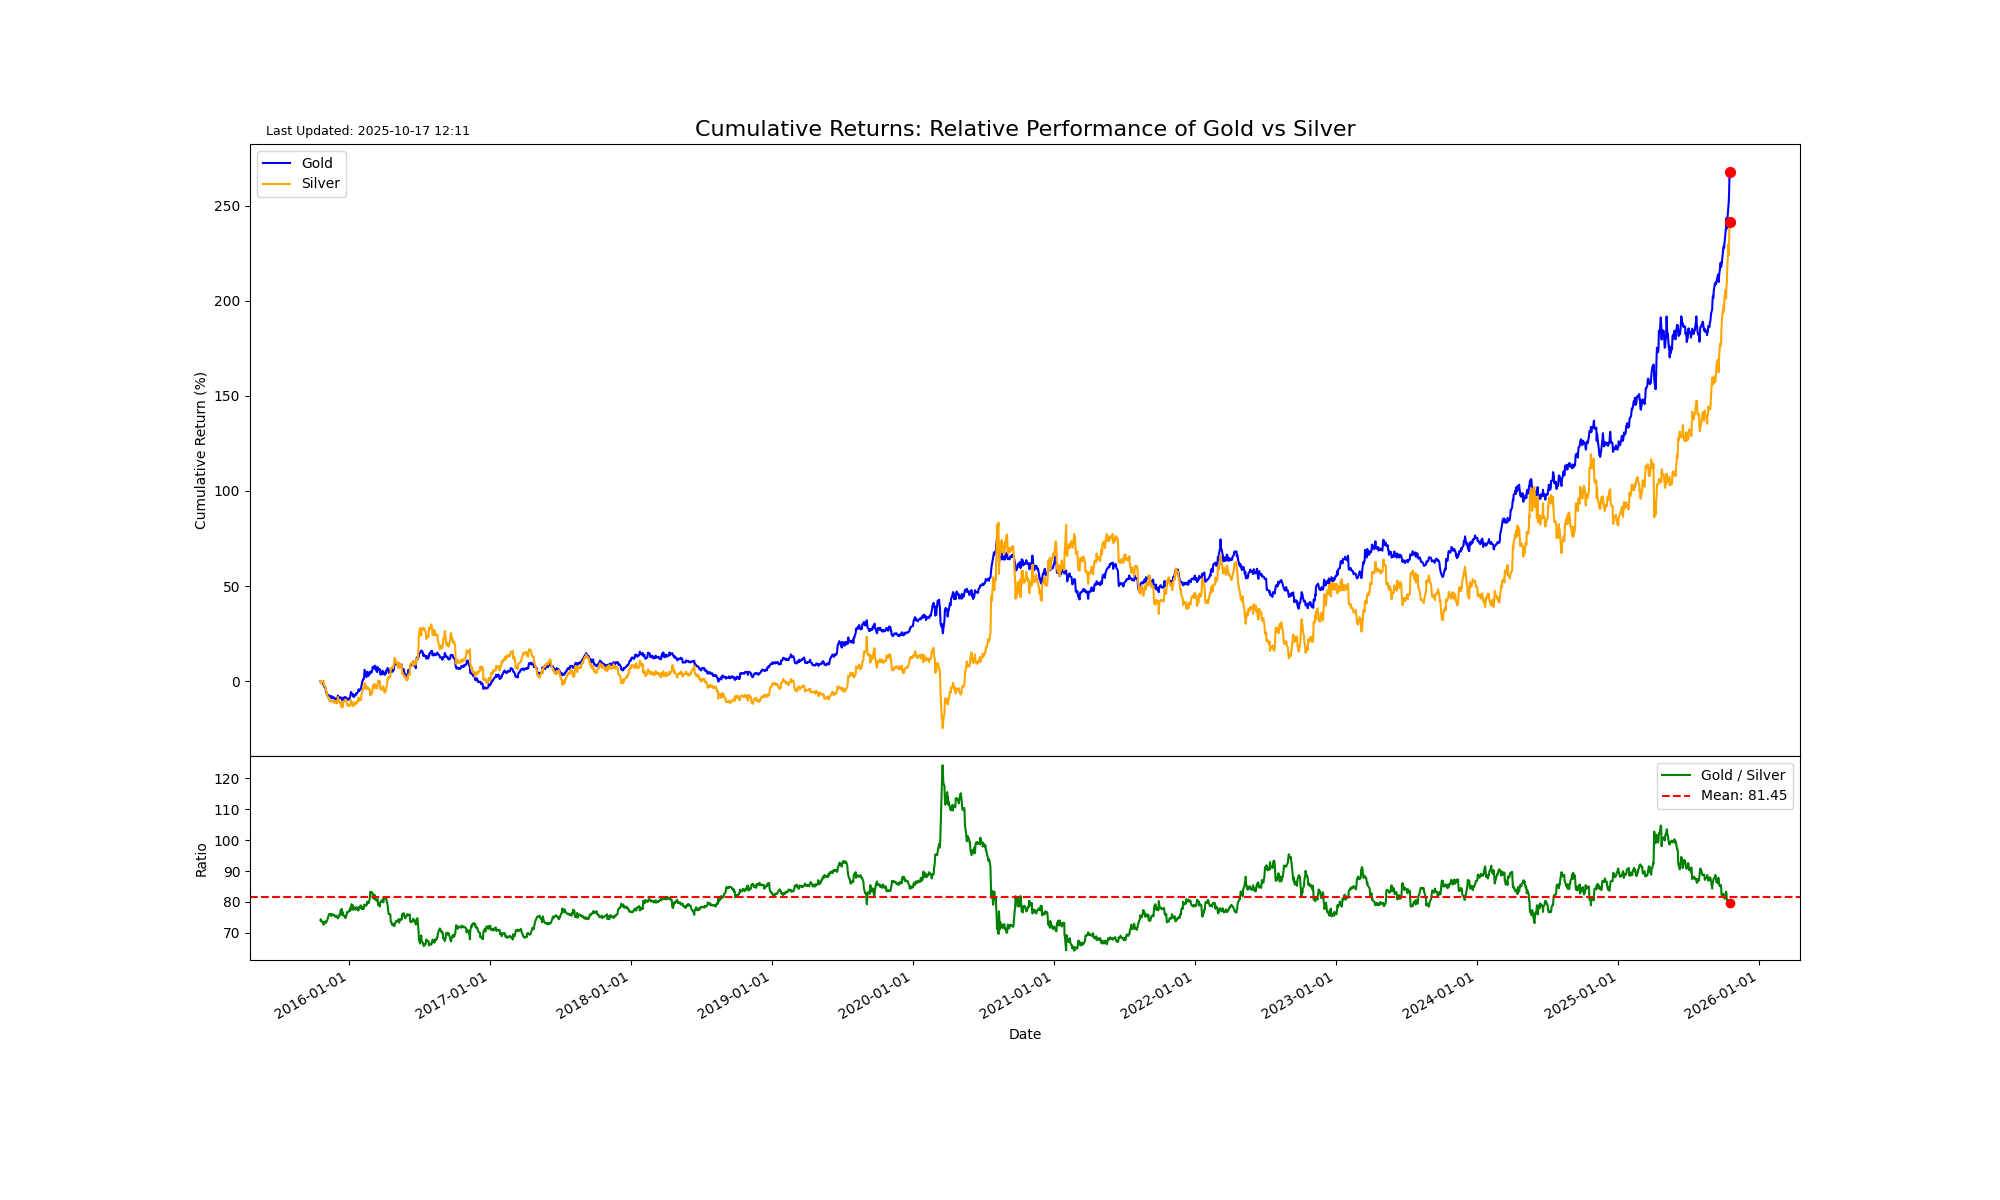 Last Updated: 2025-10-17 12:11
Cumulative Returns: Relative Performance of Gold vs Silver
Gold
Silver
250
200
150
100
50
0
Cumulative Return (%)
Gold / Silver
Mean: 81.45
120
110
100
90
80
70
Ratio
2016-01-01
2017-01-01
2018-01-01
2019-01-01
2020-01-01
2021-01-01
2022-01-01
2023-01-01
2024-01-01
2025-01-01
2026-01-01
Date